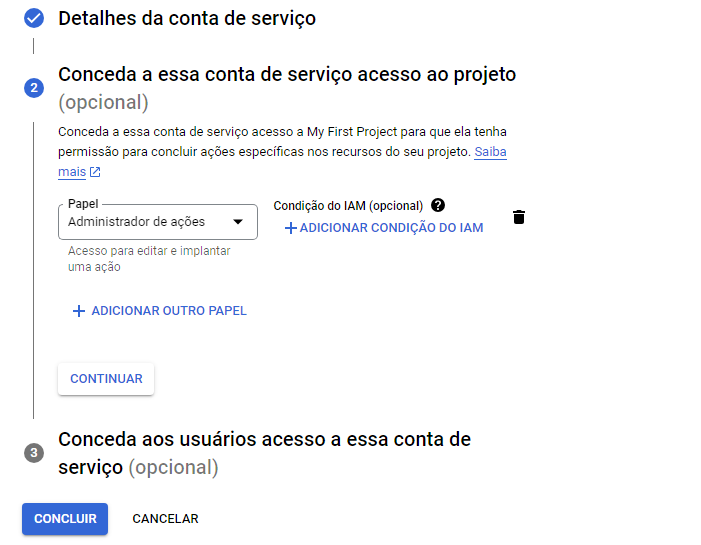 Detalhes da conta de serviço
2
Conceda a essa conta de serviço acesso ao projeto
(opcional)
Conceda a essa conta de serviço acesso a My First Project para que ela tenha
permissão para concluir ações específicas nos recursos do seu projeto. Saiba
mais
Papel
Administrador de ações
Acesso para editar e implantar
uma ação
Condição do IAM (opcional) ?
+ ADICIONAR CONDIÇÃO DO IAM
+ ADICIONAR OUTRO PAPEL
CONTINUAR
3
Conceda aos usuários acesso a essa conta de
serviço (opcional)
CONCLUIR CANCELAR